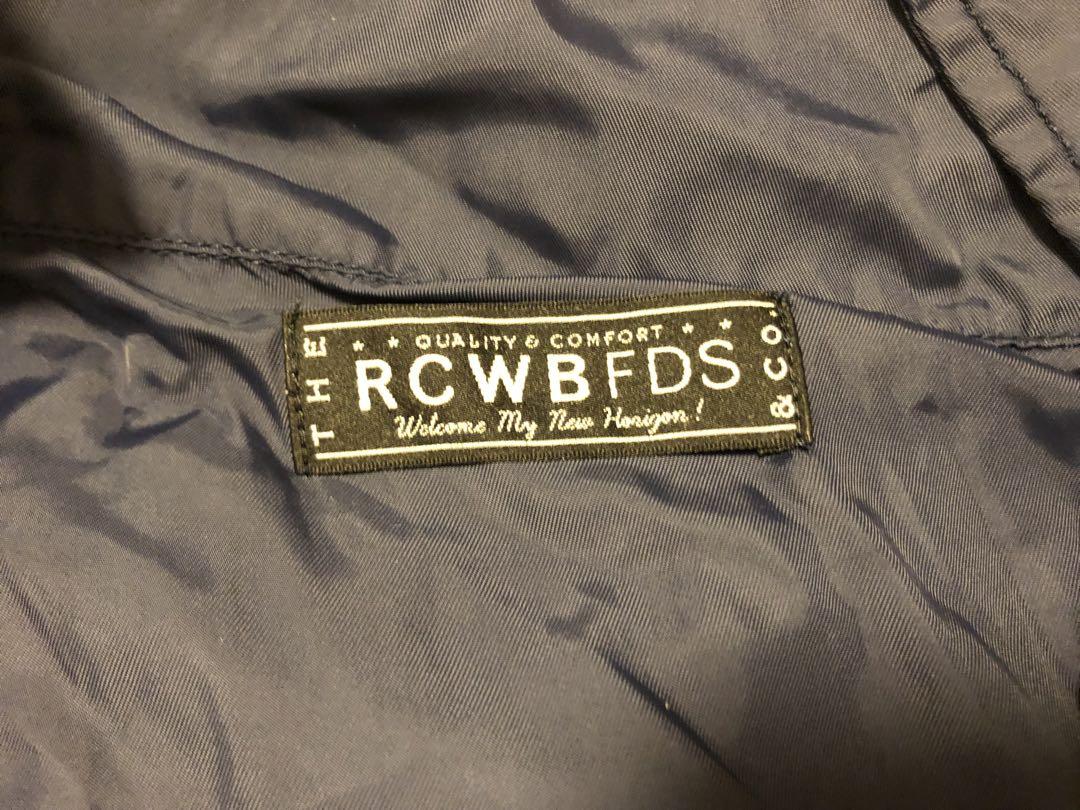 THE
* * QUALITY & COMFORT * *
RCWBFDS
Welcome My New Horizon!
& CO.